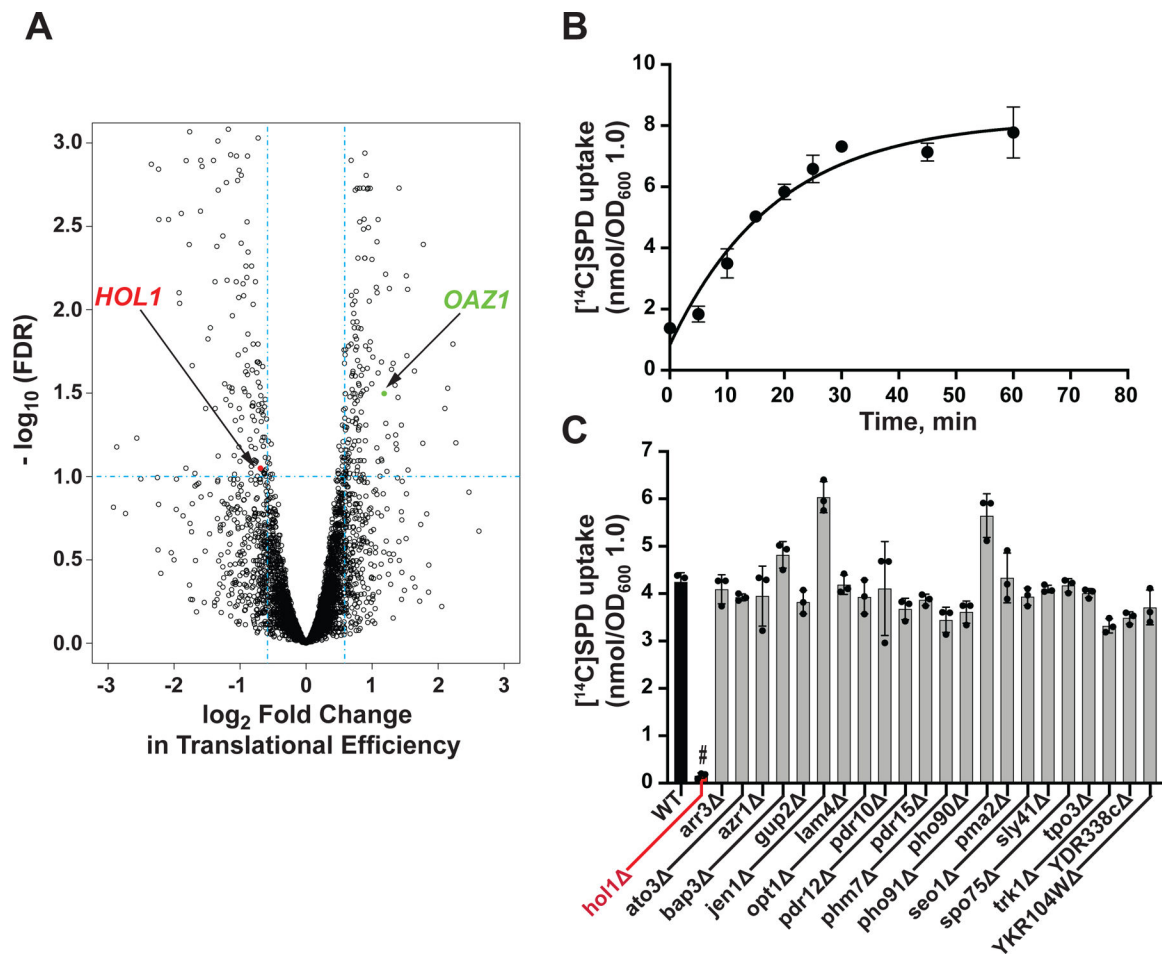 A
3.0
2.5
2.0
1.5
1.0
0.5
0.0
- log10 (FDR)
HOL1
OAZ1
-3
-2
-1
0
1
2
3
log2 Fold Change
in Translational Efficiency
B
10
8
6
4
2
0
[14C]SPD uptake
(nmol/OD600 1.0)
0
10
20
30
40
50
60
70
80
Time, min
C
7
6
5
4
3
2
1
0
[14C]SPD uptake
(nmol/OD600 1.0)
#
WT
hol1Δ
arr3Δ
ato3Δ
azr1Δ
bap3Δ
gup2Δ
jen1Δ
lam4Δ
opt1Δ
pdr10Δ
pdr12Δ
pdr15Δ
phm7Δ
pho90Δ
pho91Δ
pma2Δ
seo1Δ
sly41Δ
spo75Δ
tpo3Δ
trk1Δ
YDR338cΔ
YKR104WΔ